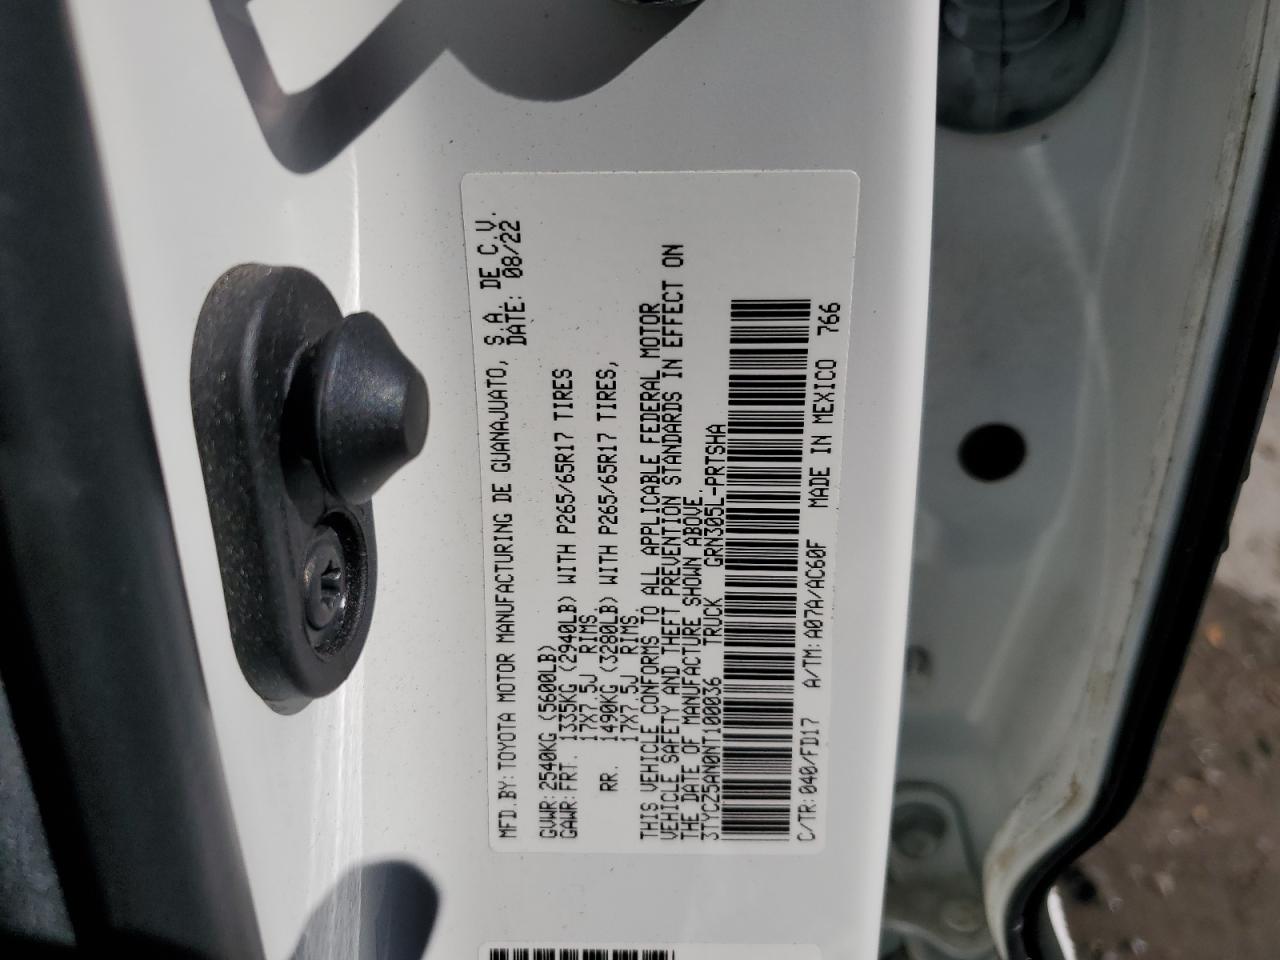 MFD.BY:TOYOTA MOTOR MANUFACTURING DE GUANAJUATO, S.A. DE C.V.
DATE: 08/22
GVWR:2540KG (5600LB)
GAWR:FRT. 1335KG (2940LB) WITH P265/65R17 TIRES
17X7.5J RIMS
RR. 1490KG (3280LB) WITH P265/65R17 TIRES,
17X7.5J RIMS
THIS VEHICLE CONFORMS TO ALL APPLICABLE FEDERAL MOTOR
VEHICLE SAFETY AND THEFT PREVENTION STANDARDS IN EFFECT ON
THE DATE OF MANUFACTURE SHOWN ABOVE.
3TYCZ5AN0NT100036 TRUCK GRN305L-PRTSHA
C/TR:040/FD17 A/TM:A07A/AC60F MADE IN MEXICO 766